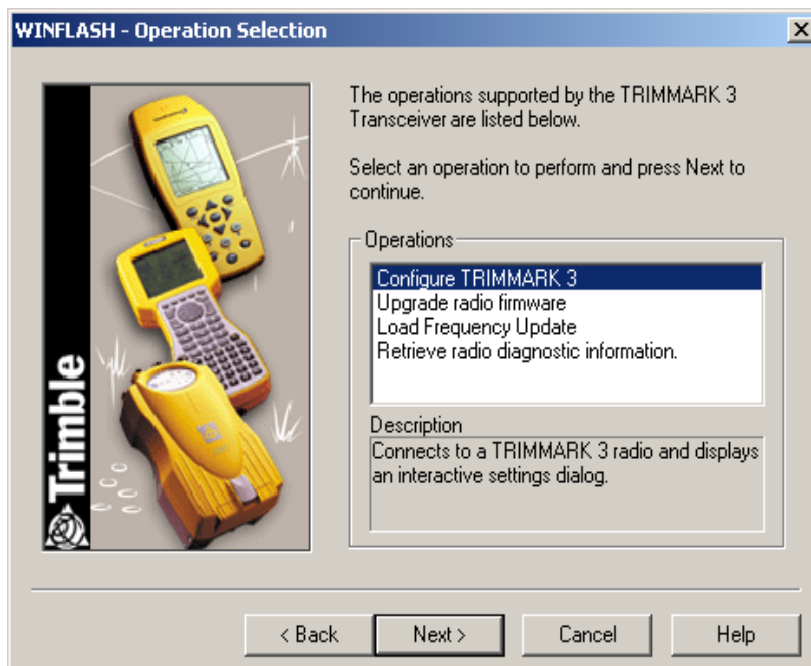 WINFLASH - Operation Selection
The operations supported by the TRIMMARK 3
Transceiver are listed below.
Select an operation to perform and press Next to
continue.
Operations
Configure TRIMMARK 3
Upgrade radio firmware
Load Frequency Update
Retrieve radio diagnostic information.
Description
Connects to a TRIMMARK 3 radio and displays
an interactive settings dialog.
Trimble
< Back
Next >
Cancel
Help